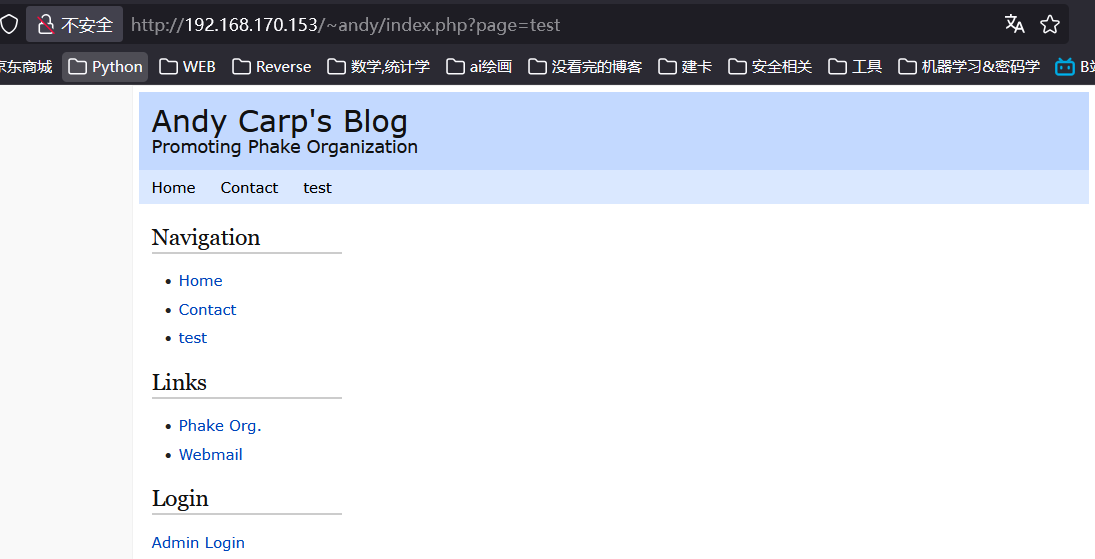 不安全 http://192.168.170.153/~andy/index.php?page=test
京东商城 Python WEB Reverse 数学,统计学 ai绘画 没看完的博客 建卡 安全相关 工具 机器学习&密码学 B站
Andy Carp's Blog
Promoting Phake Organization
Home Contact test
Navigation
• Home
• Contact
• test
Links
• Phake Org.
• Webmail
Login
Admin Login